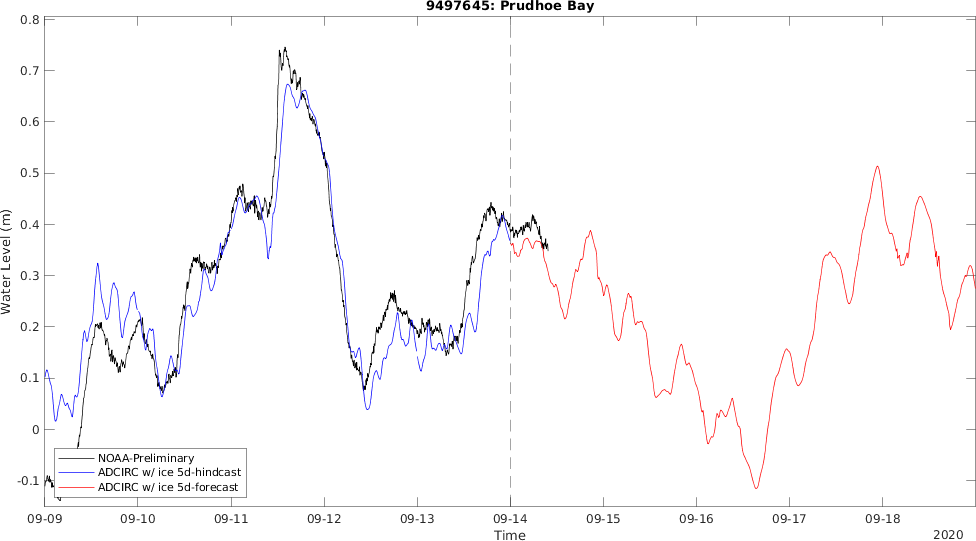 9497645: Prudhoe Bay
0.8
0.7
0.6
0.5
0.4
0.3
0.2
0.1
0
-0.1
Water Level (m)
NOAA-Preliminary
ADCIRC w/ ice 5d-hindcast
ADCIRC w/ ice 5d-forecast
09-09 09-10 09-11 09-12 09-13 09-14 09-15 09-16 09-17 09-18
Time
2020